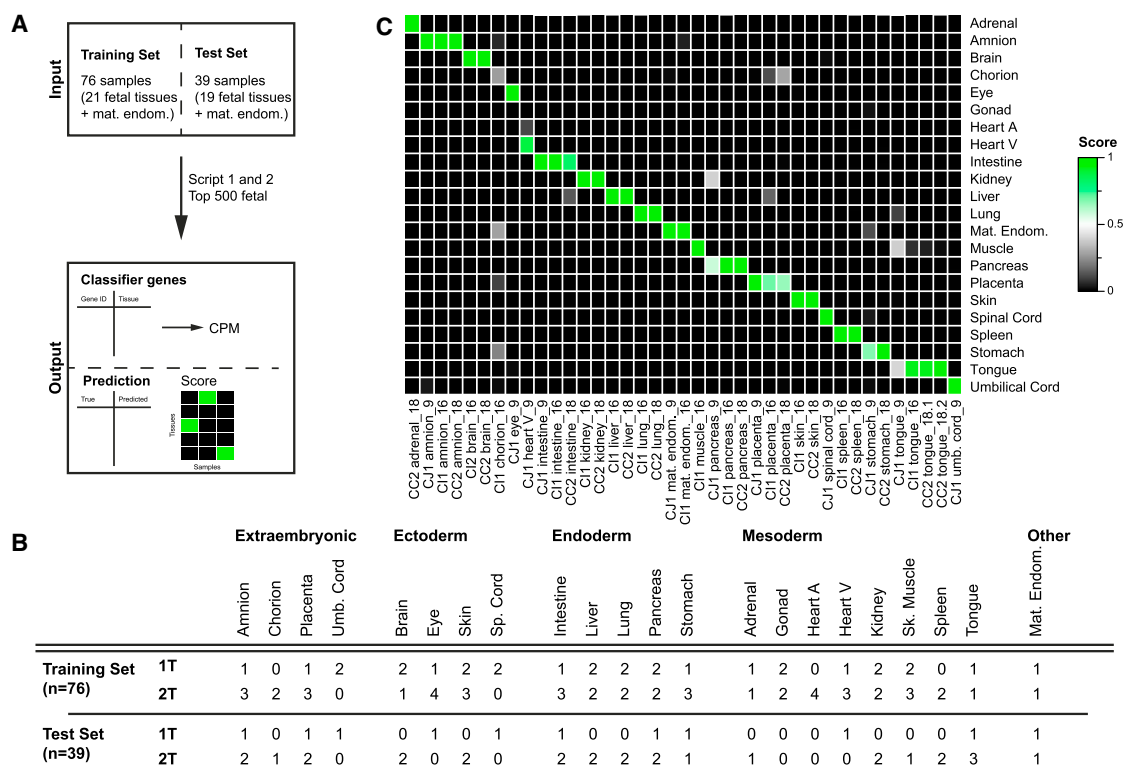 A
Input
Training Set
76 samples
(21 fetal tissues
+ mat. endom.)
Test Set
39 samples
(19 fetal tissues
+ mat. endom.)
Script 1 and 2
Top 500 fetal
Output
Classifier genes
Gene ID Tissue
CPM
Prediction
True Predicted
Score
Tissues
Samples
C
Adrenal
Amnion
Brain
Chorion
Eye
Gonad
Heart A
Heart V
Intestine
Kidney
Liver
Lung
Mat. Endom.
Muscle
Pancreas
Placenta
Skin
Spinal Cord
Spleen
Stomach
Tongue
Umbilical Cord
Score
1
0.5
0
CC2 adrenal_18
CJ1 amnion_9
CI1 amnion_16
CC2 amnion_18
CI2 brain_16
CC2 brain_18
CI1 chorion_16
CJ1 eye_9
CJ1 heart V_9
CJ1 intestine_9
CI1 intestine_16
CC2 intestine_18
CI1 kidney_16
CC2 kidney_18
CI1 liver_16
CC2 liver_18
CI1 lung_16
CC2 lung_18
CJ1 mat. endom._9
CI1 mat. endom._16
CI1 muscle_16
CJ1 pancreas_9
CI1 pancreas_16
CC2 pancreas_18
CJ1 placenta_9
CI1 placenta_16
CC2 placenta_18
CI1 skin_16
CC2 skin_18
CJ1 spinal cord_9
CI1 spleen_16
CC2 spleen_18
CJ1 stomach_9
CC2 stomach_18
CJ1 tongue_9
CI1 tongue_16
CC2 tongue_18.1
CC2 tongue_18.2
CJ1 umb. cord_9
B
Extraembryonic Ectoderm Endoderm Mesoderm Other
Amnion Chorion Placenta Umb. Cord Brain Eye Skin Sp. Cord Intestine Liver Lung Pancreas Stomach Adrenal Gonad Heart A Heart V Kidney Sk. Muscle Spleen Tongue Mat. Endom.
Training Set (n=76)
1T 1 0 1 2 2 1 2 2 1 2 2 2 1 1 2 0 1 2 2 0 1 1
2T 3 2 3 0 1 4 3 0 3 2 2 2 3 1 2 4 3 2 3 2 1 1
Test Set (n=39)
1T 1 0 1 1 0 1 0 1 1 0 0 1 1 0 0 0 1 0 0 0 1 1
2T 2 1 2 0 2 0 2 0 2 2 2 2 1 1 0 0 0 2 1 2 3 1